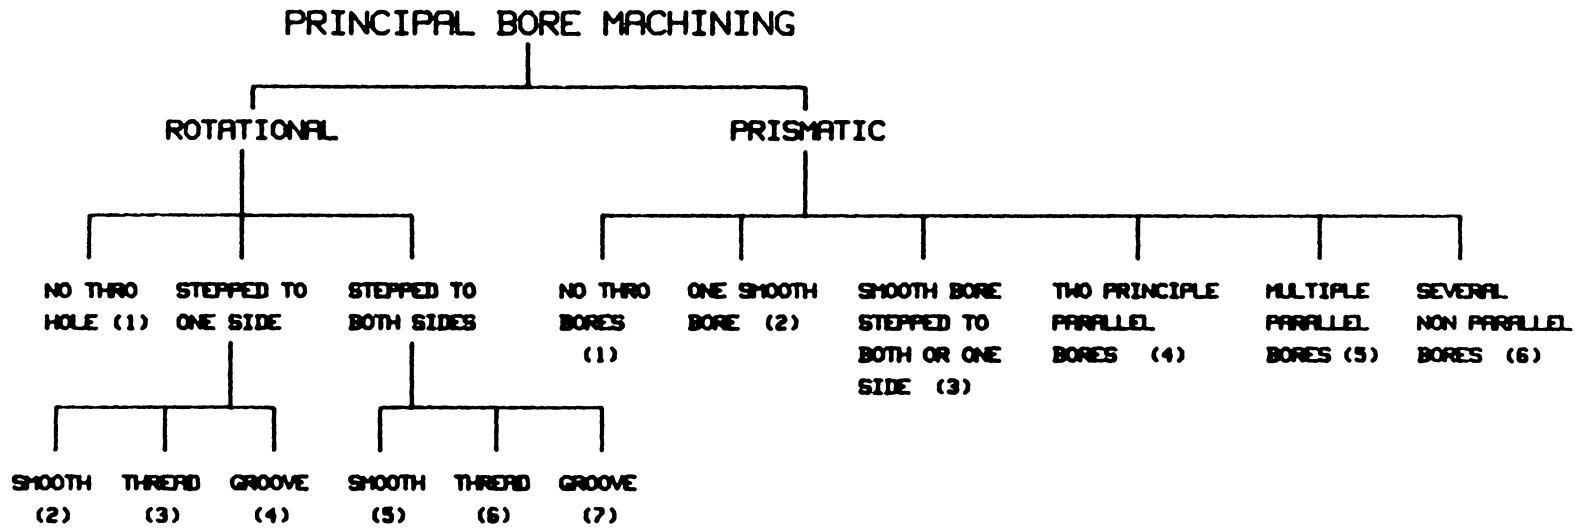 PRINCIPAL BORE MACHINING
ROTATIONAL
PRISMATIC
NO THRO
HOLE (1)
STEPPED TO
ONE SIDE
STEPPED TO
BOTH SIDES
NO THRO
BORES
(1)
ONE SMOOTH
BORE (2)
SMOOTH BORE
STEPPED TO
BOTH OR ONE
SIDE (3)
TWO PRINCIPLE
PARALLEL
BORES (4)
MULTIPLE
PARALLEL
BORES (5)
SEVERAL
NON PARALLEL
BORES (6)
SMOOTH
(2)
THREAD
(3)
GROOVE
(4)
SMOOTH
(5)
THREAD
(6)
GROOVE
(7)